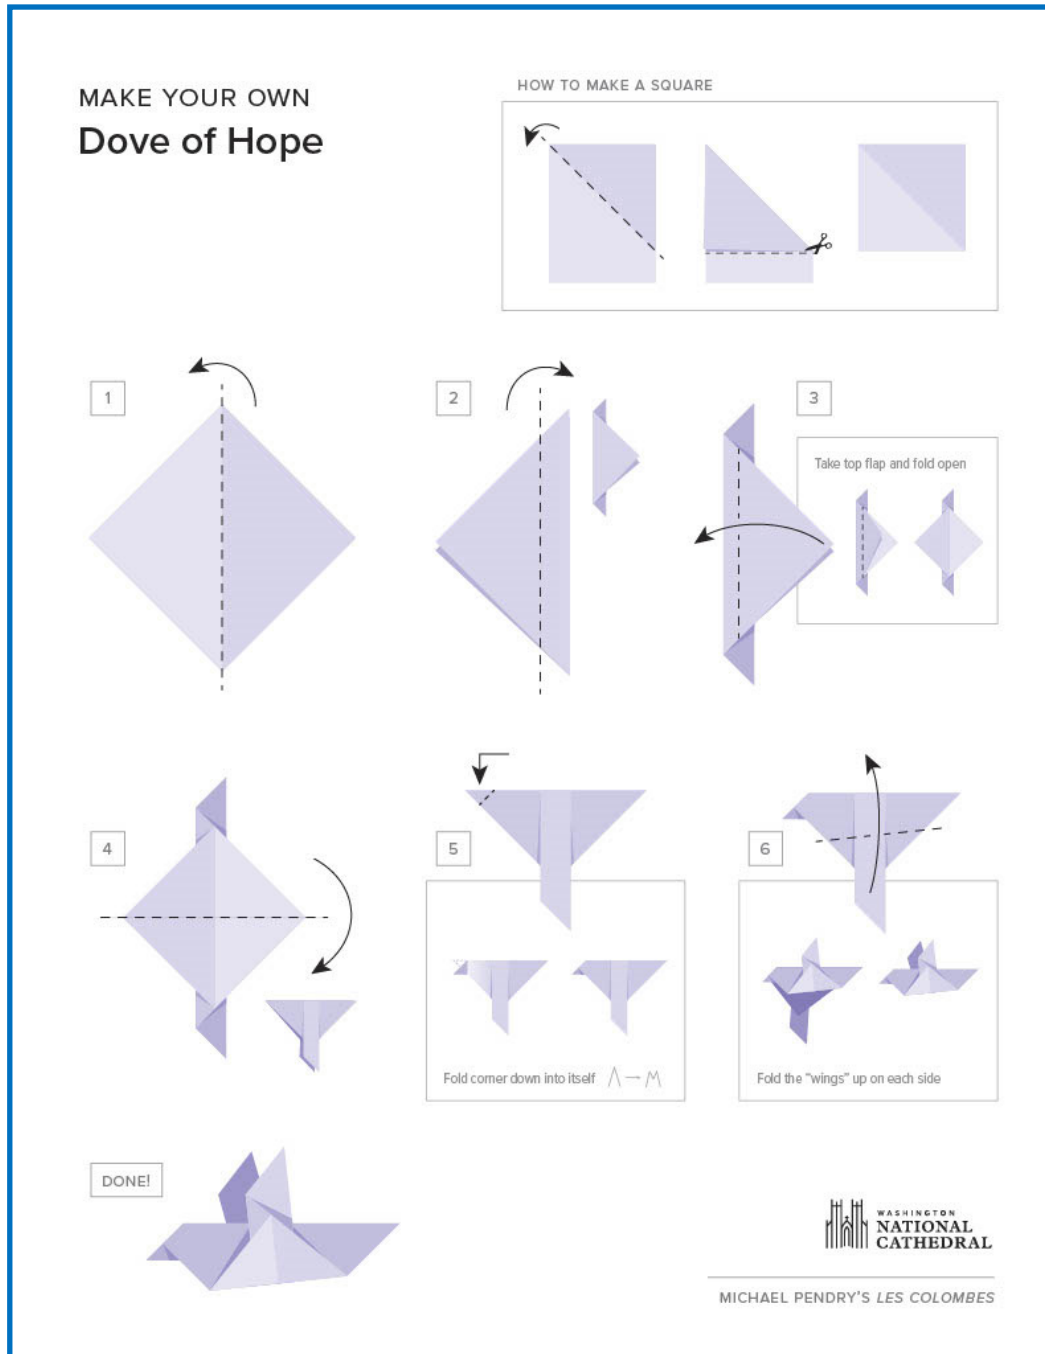 MAKE YOUR OWN
Dove of Hope
HOW TO MAKE A SQUARE
1
2
3
Take top flap and fold open
4
5
Fold corner down into itself Λ → M
6
Fold the "wings" up on each side
DONE!
WASHINGTON
NATIONAL
CATHEDRAL
MICHAEL PENDRY'S LES COLOMBES